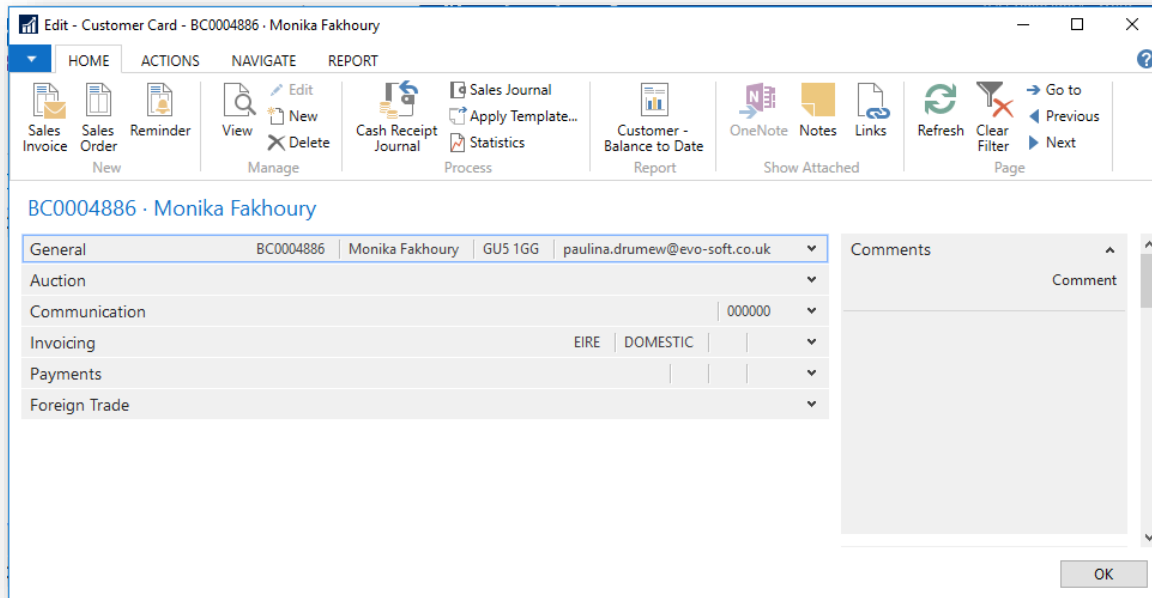 Edit - Customer Card - BC0004886 · Monika Fakhoury
HOME ACTIONS NAVIGATE REPORT
Sales Invoice
Sales Order
Reminder
New
View
Edit
New
Delete
Manage
Cash Receipt Journal
Sales Journal
Apply Template...
Statistics
Process
Customer - Balance to Date
Report
OneNote
Notes
Links
Show Attached
Refresh
Clear Filter
Go to
Previous
Next
Page
BC0004886 · Monika Fakhoury
General BC0004886 Monika Fakhoury GU5 1GG paulina.drumew@evo-soft.co.uk
Auction
Communication 000000
Invoicing EIRE DOMESTIC
Payments
Foreign Trade
Comments
Comment
OK